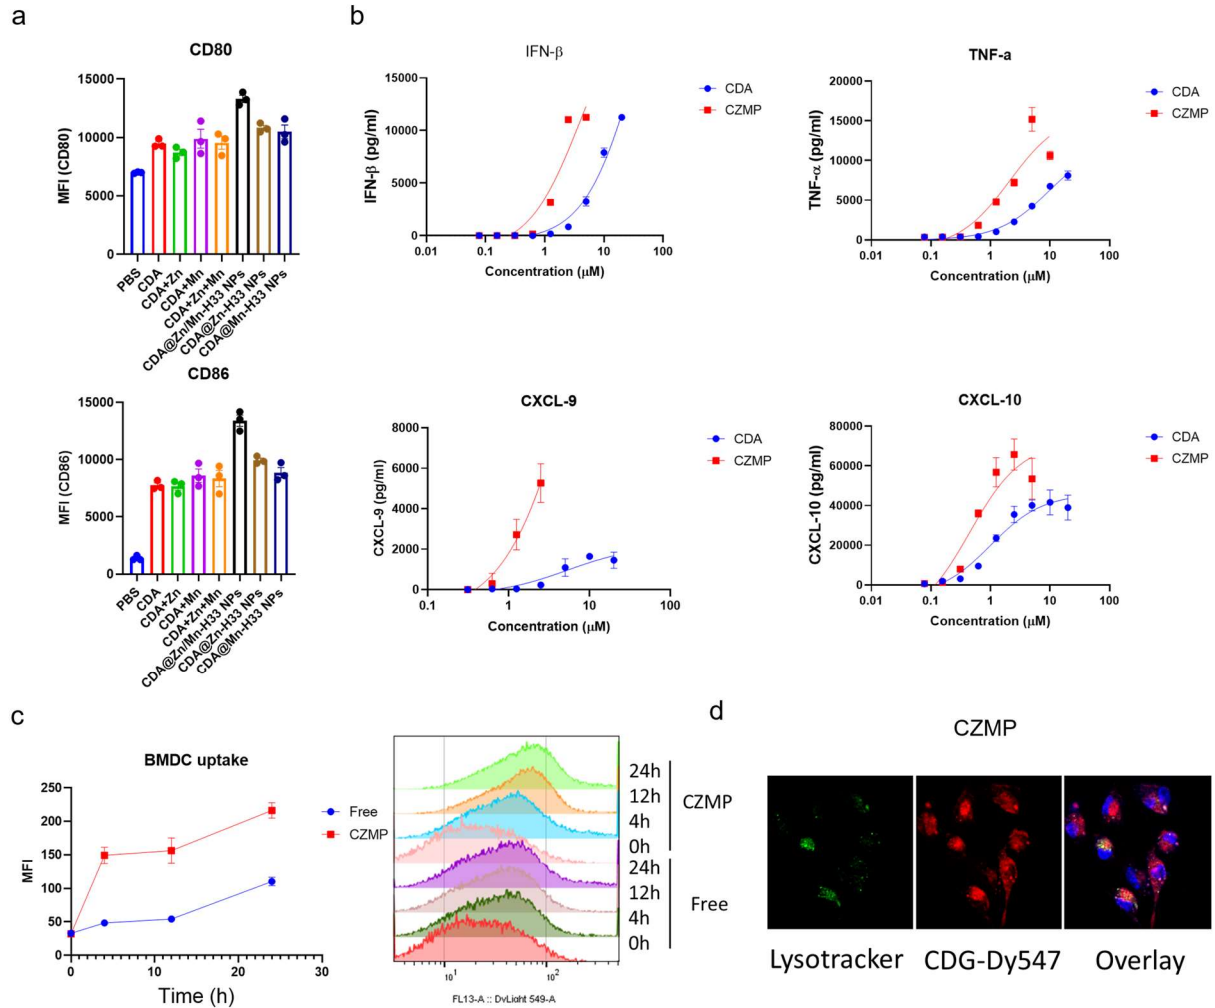 a
CD80
MFI (CD80)
15000
10000
5000
0
PBS
CDA
CDA+Zn
CDA+Mn
CDA+Zn+Mn
CDA@Zn/Mn-H33 NPs
CDA@Zn-H33 NPs
CDA@Mn-H33 NPs
CD86
MFI (CD86)
15000
10000
5000
0
PBS
CDA
CDA+Zn
CDA+Mn
CDA+Zn+Mn
CDA@Zn/Mn-H33 NPs
CDA@Zn-H33 NPs
CDA@Mn-H33 NPs
b
IFN-β
IFN-β (pg/ml)
15000
10000
5000
0
0.01
0.1
1
10
100
Concentration (μM)
CDA
CZMP
TNF-a
TNF-α (pg/ml)
20000
15000
10000
5000
0
0.01
0.1
1
10
100
Concentration (μM)
CDA
CZMP
CXCL-9
CXCL-9 (pg/ml)
8000
6000
4000
2000
0
0.1
1
10
100
Concentration (μM)
CDA
CZMP
CXCL-10
CXCL-10 (pg/ml)
80000
60000
40000
20000
0
0.01
0.1
1
10
100
Concentration (μM)
CDA
CZMP
c
BMDC uptake
MFI
250
200
150
100
50
0
0
10
20
30
Time (h)
Free
CZMP
24h
12h
4h
0h
CZMP
24h
12h
4h
0h
Free
10¹
10²
FL13-A :: DyLight 549-A
d
CZMP
Lysotracker
CDG-Dy547
Overlay